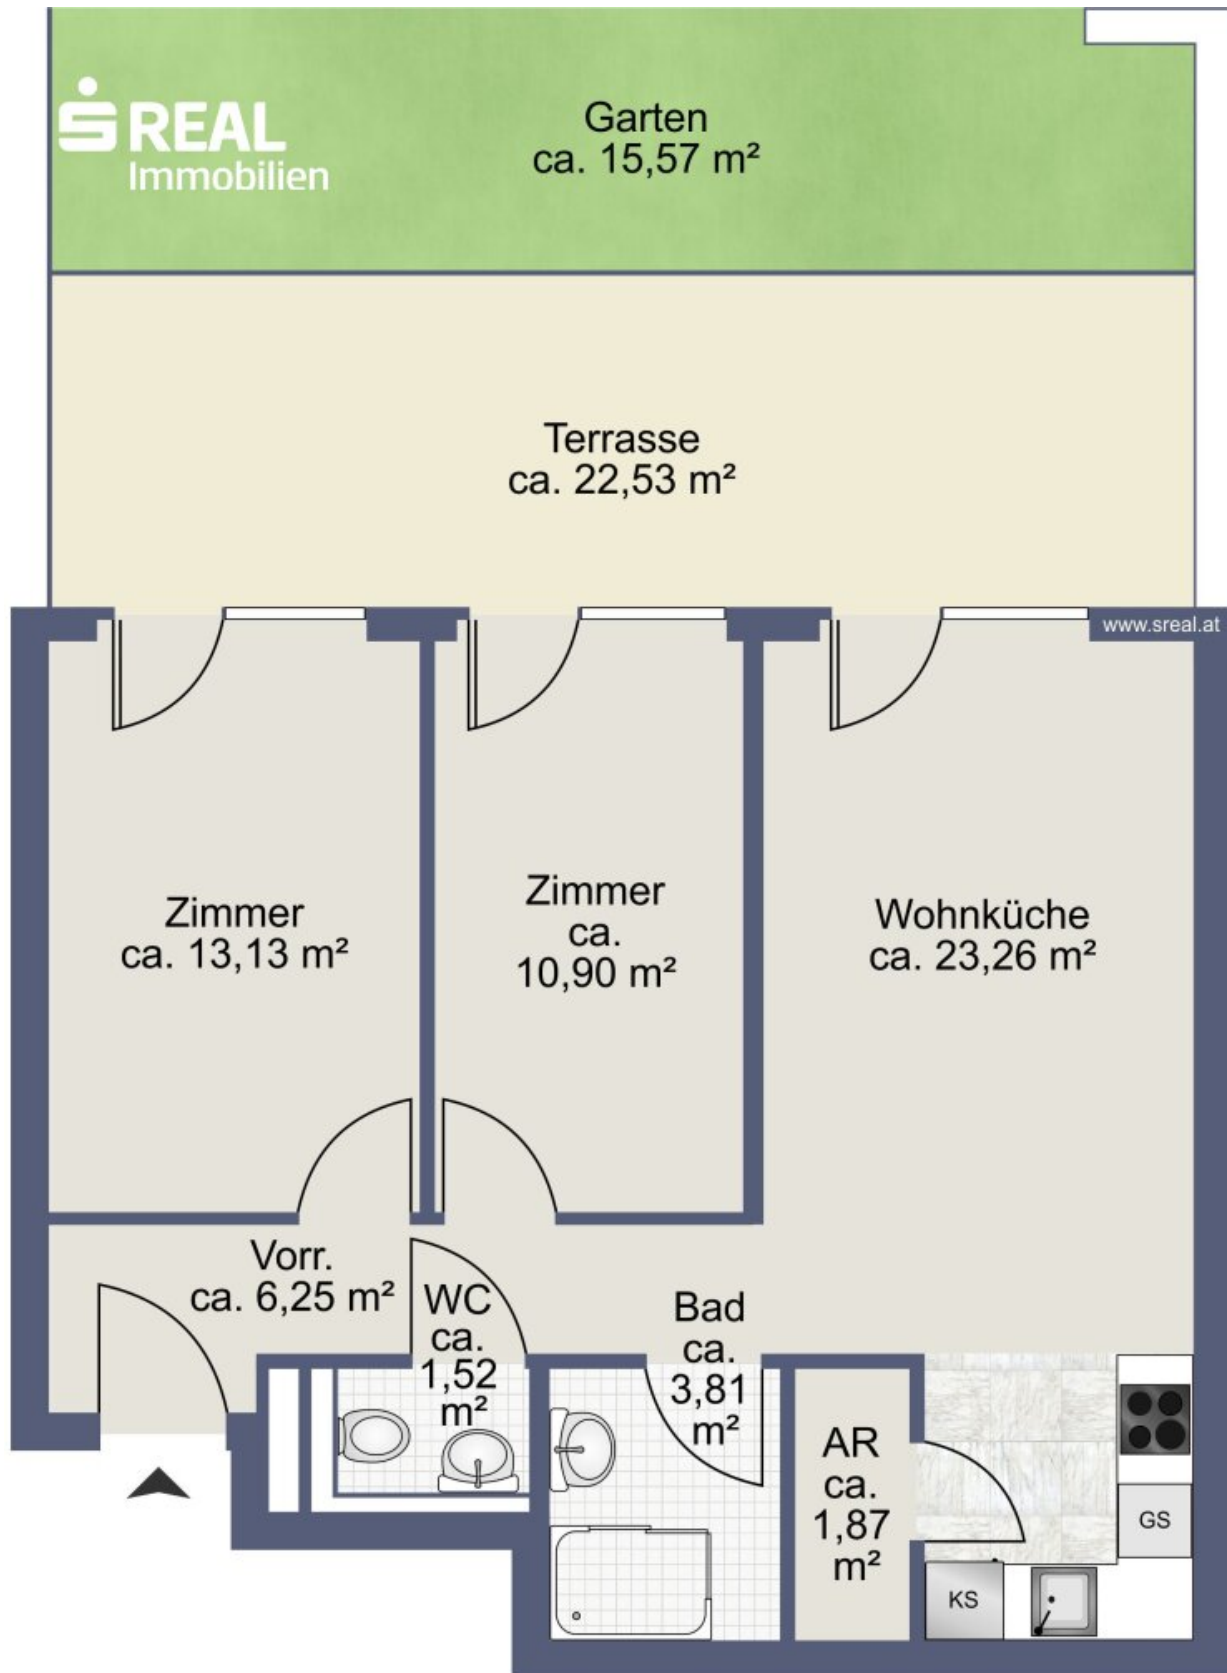 REAL
Immobilien
Garten
ca. 15,57 m²
Terrasse
ca. 22,53 m²
www.sreal.at
Zimmer
ca. 13,13 m²
Zimmer
ca.
10,90 m²
Wohnküche
ca. 23,26 m²
Vorr.
ca. 6,25 m²
WC
ca.
1,52
m²
Bad
ca.
3,81
m²
AR
ca.
1,87
m²
GS
KS